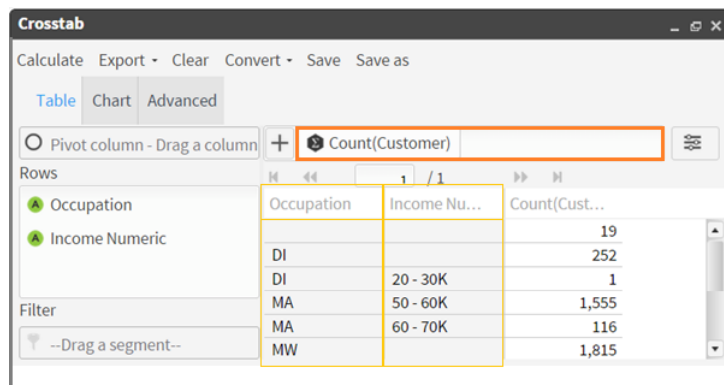 Crosstab
Calculate Export Clear Convert Save Save as
Table Chart Advanced
Pivot column - Drag a column + Count(Customer)
Rows 1 / 1
Occupation
Income Numeric
Filter
--Drag a segment--
Occupation Income Nu... Count(Cust...
19
DI 252
DI 20 - 30K 1
MA 50 - 60K 1,555
MA 60 - 70K 116
MW 1,815